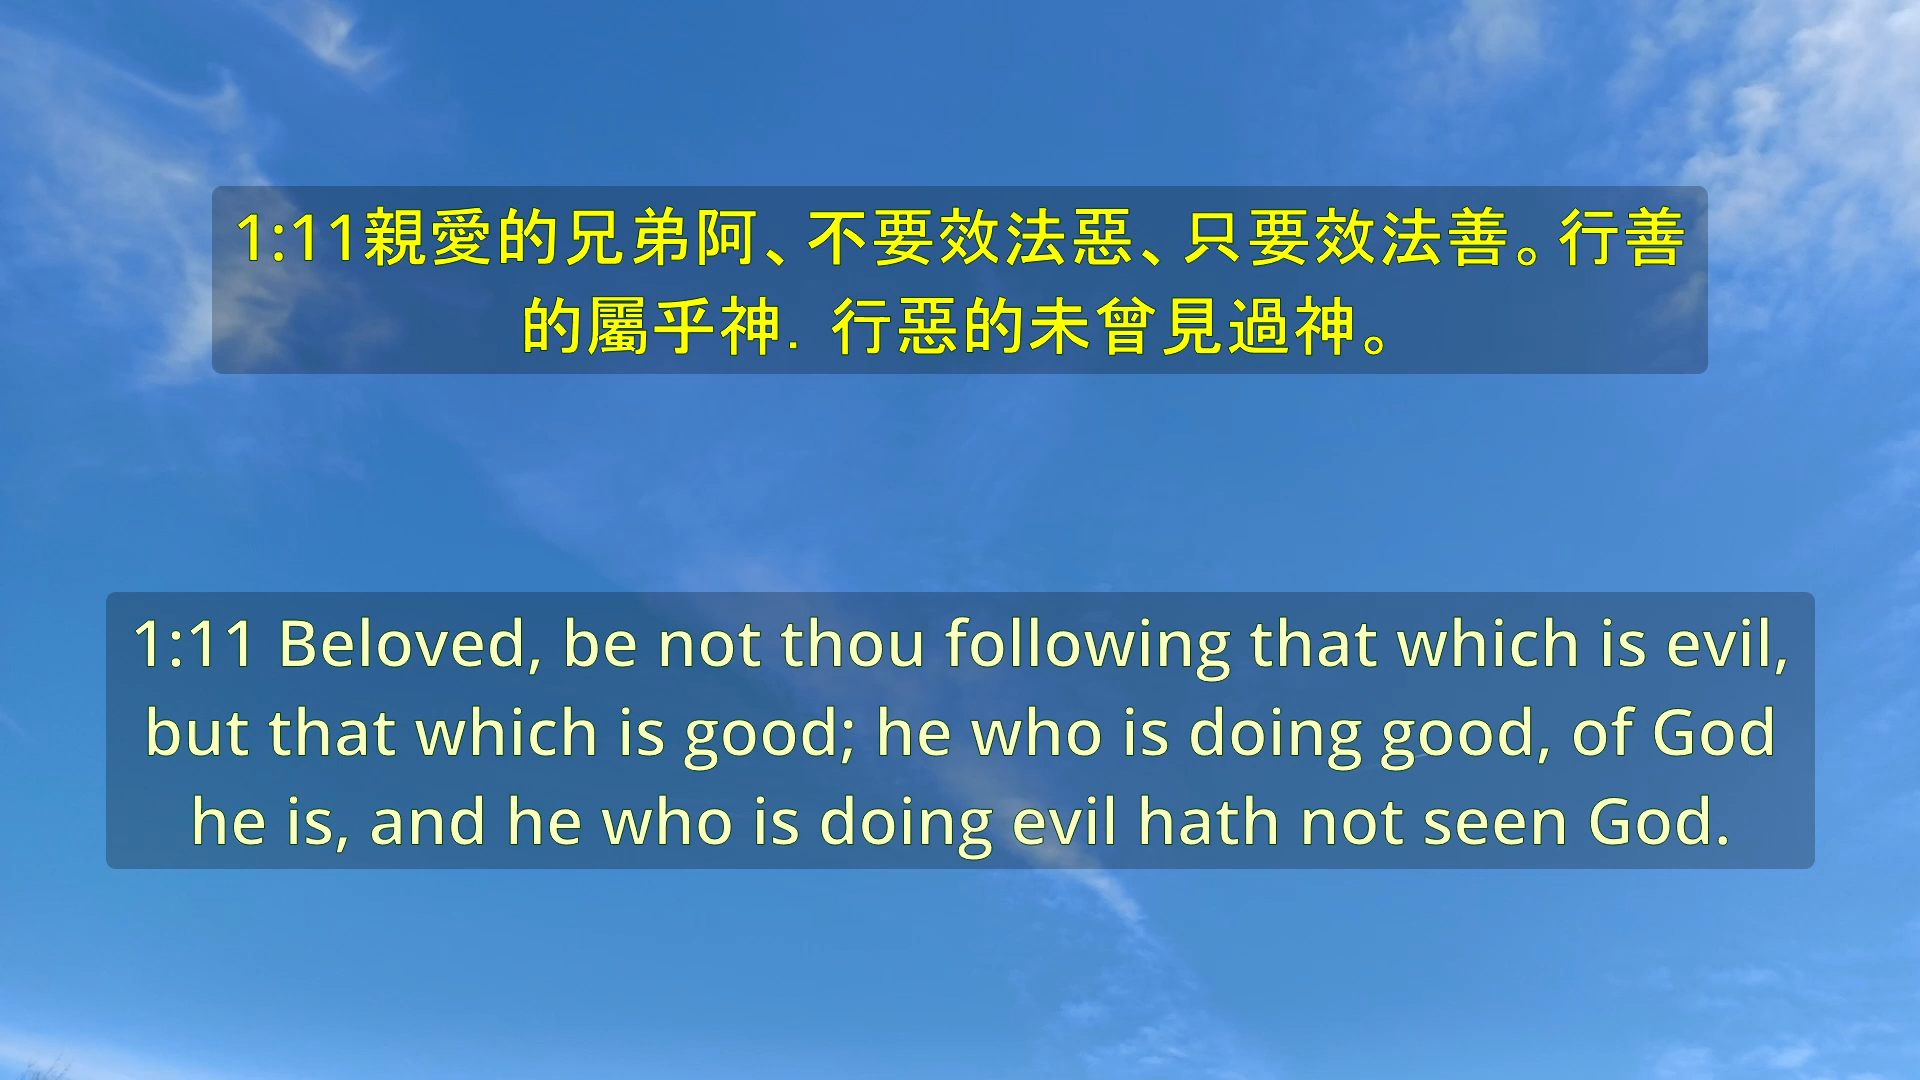 1:11親愛的兄弟阿、不要效法惡、只要效法善。行善
的屬乎神．行惡的未曾見過神。
1:11 Beloved, be not thou following that which is evil,
but that which is good; he who is doing good, of God
he is, and he who is doing evil hath not seen God.